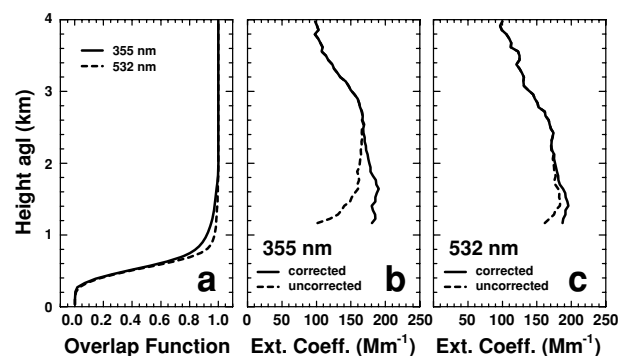 4
3
2
1
0
Height agl (km)
355 nm
532 nm
a
0.0 0.2 0.4 0.6 0.8 1.0
Overlap Function
355 nm
corrected
uncorrected
b
0 50 100 150 200 250
Ext. Coeff. (Mm⁻¹)
532 nm
corrected
uncorrected
c
0 50 100 150 200 250
Ext. Coeff. (Mm⁻¹)